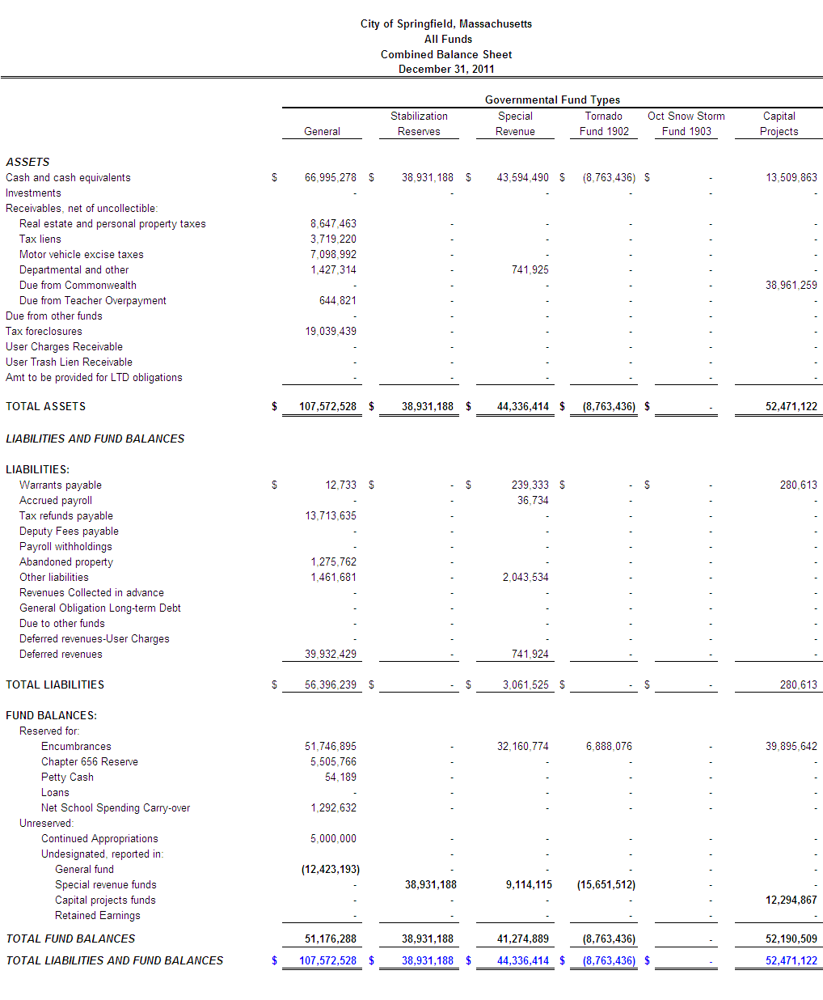 City of Springfield, Massachusetts
All Funds
Combined Balance Sheet
December 31, 2011
Governmental Fund Types
Stabilization Special Tornado Oct Snow Storm Capital
General Reserves Revenue Fund 1902 Fund 1903 Projects
ASSETS
Cash and cash equivalents $ 66,995,278 $ 38,931,188 $ 43,594,490 $ (8,763,436) $ - 13,509,863
Investments - - - - - -
Receivables, net of uncollectible:
Real estate and personal property taxes 8,647,463 - - - - -
Tax liens 3,719,220 - - - - -
Motor vehicle excise taxes 7,098,992 - - - - -
Departmental and other 1,427,314 - 741,925 - - -
Due from Commonwealth - - - - - 38,961,259
Due from Teacher Overpayment 644,821 - - - - -
Due from other funds - - - - - -
Tax foreclosures 19,039,439 - - - - -
User Charges Receivable - - - - - -
User Trash Lien Receivable - - - - - -
Amt to be provided for LTD obligations - - - - - -
TOTAL ASSETS $ 107,572,528 $ 38,931,188 $ 44,336,414 $ (8,763,436) $ - 52,471,122
LIABILITIES AND FUND BALANCES
LIABILITIES:
Warrants payable $ 12,733 $ - $ 239,333 $ - $ - 280,613
Accrued payroll - - 36,734 - - -
Tax refunds payable 13,713,635 - - - - -
Deputy Fees payable - - - - - -
Payroll withholdings - - - - - -
Abandoned property 1,275,762 - - - - -
Other liabilities 1,461,681 - 2,043,534 - - -
Revenues Collected in advance - - - - - -
General Obligation Long-term Debt - - - - - -
Due to other funds - - - - - -
Deferred revenues-User Charges - - - - - -
Deferred revenues 39,932,429 - 741,924 - - -
TOTAL LIABILITIES $ 56,396,239 $ - $ 3,061,525 $ - $ - 280,613
FUND BALANCES:
Reserved for:
Encumbrances 51,746,895 - 32,160,774 6,888,076 - 39,895,642
Chapter 656 Reserve 5,505,766 - - - - -
Petty Cash 54,189 - - - - -
Loans - - - - - -
Net School Spending Carry-over 1,292,632 - - - - -
Unreserved:
Continued Appropriations 5,000,000 - - - - -
Undesignated, reported in: - - - - -
General fund (12,423,193) - - - - -
Special revenue funds - 38,931,188 9,114,115 (15,651,512) - -
Capital projects funds - - - - - 12,294,867
Retained Earnings - - - - - -
TOTAL FUND BALANCES 51,176,288 38,931,188 41,274,889 (8,763,436) - 52,190,509
TOTAL LIABILITIES AND FUND BALANCES $ 107,572,528 $ 38,931,188 $ 44,336,414 $ (8,763,436) $ - 52,471,122